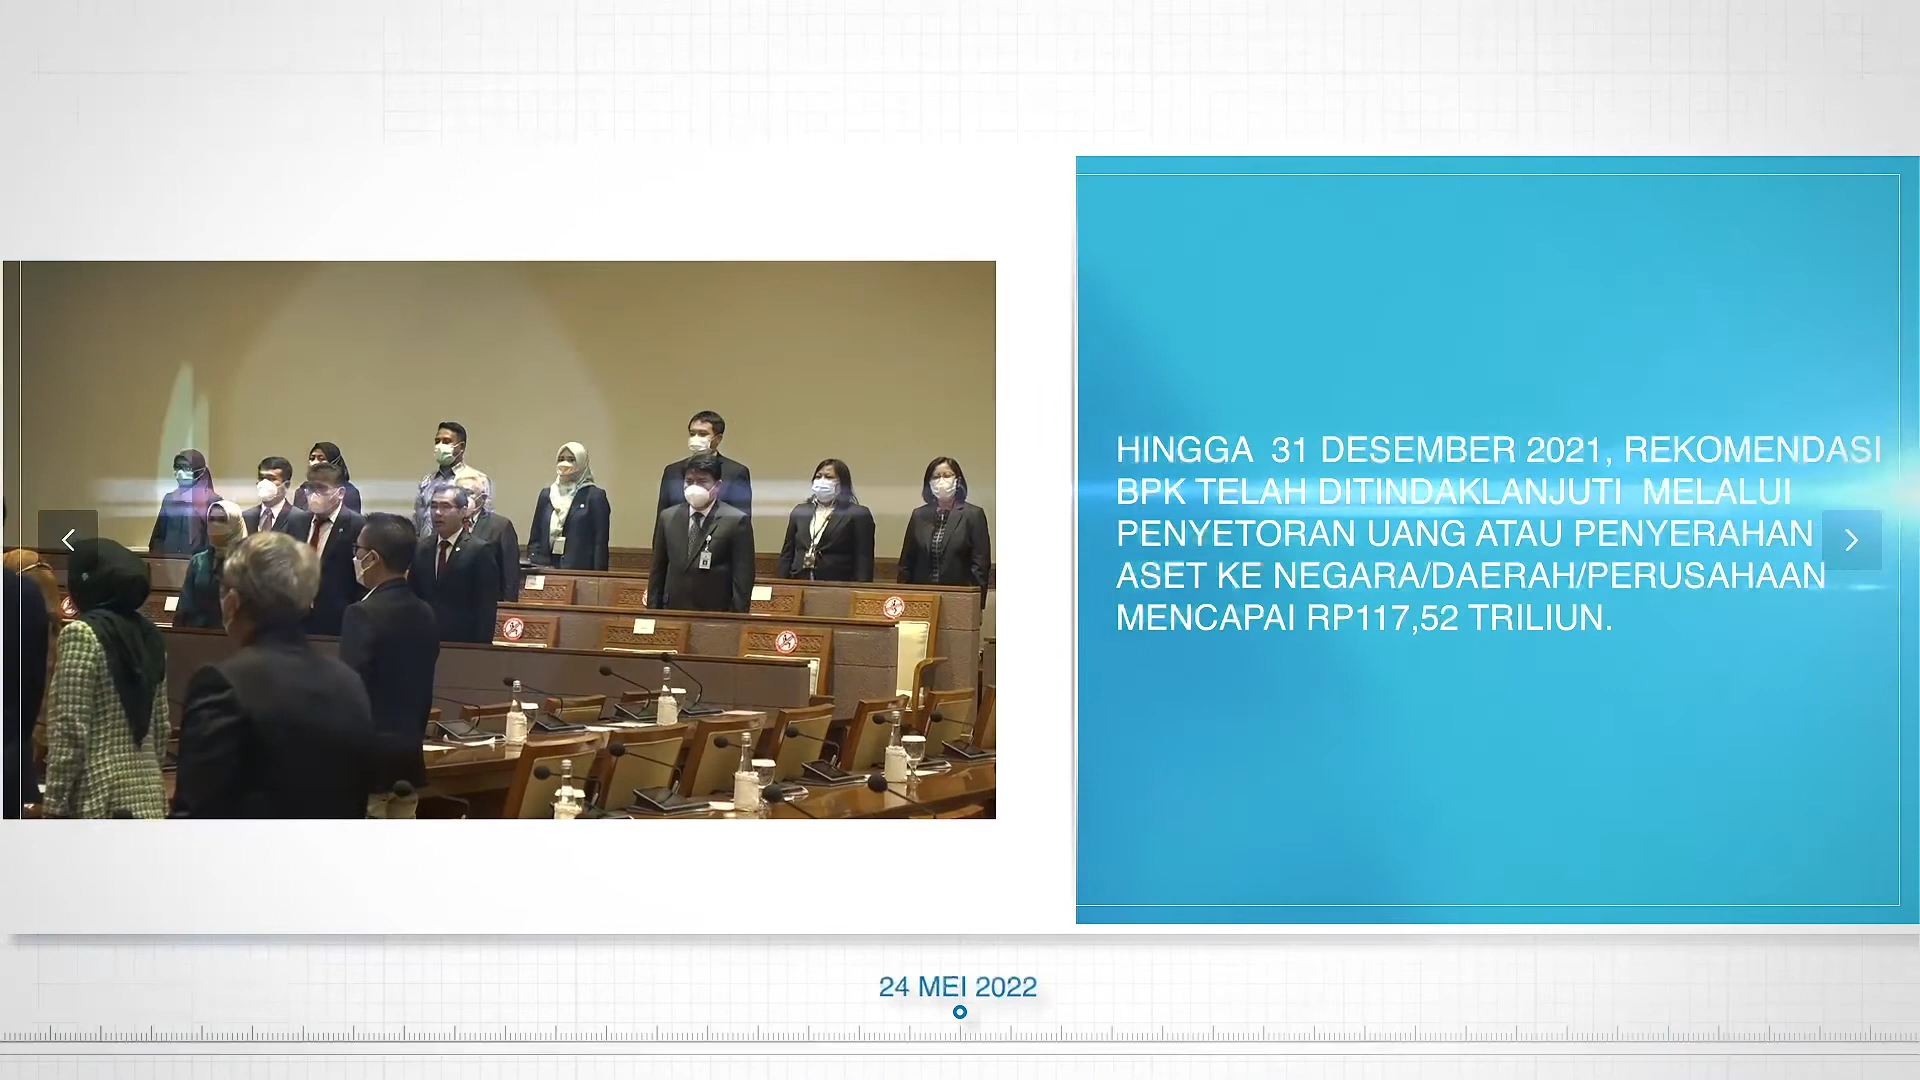 HINGGA  31 DESEMBER 2021, REKOMENDASI
BPK TELAH DITINDAKLANJUTI  MELALUI
PENYETORAN UANG ATAU PENYERAHAN
ASET KE NEGARA/DAERAH/PERUSAHAAN
MENCAPAI RP117,52 TRILIUN.
24 MEI 2022